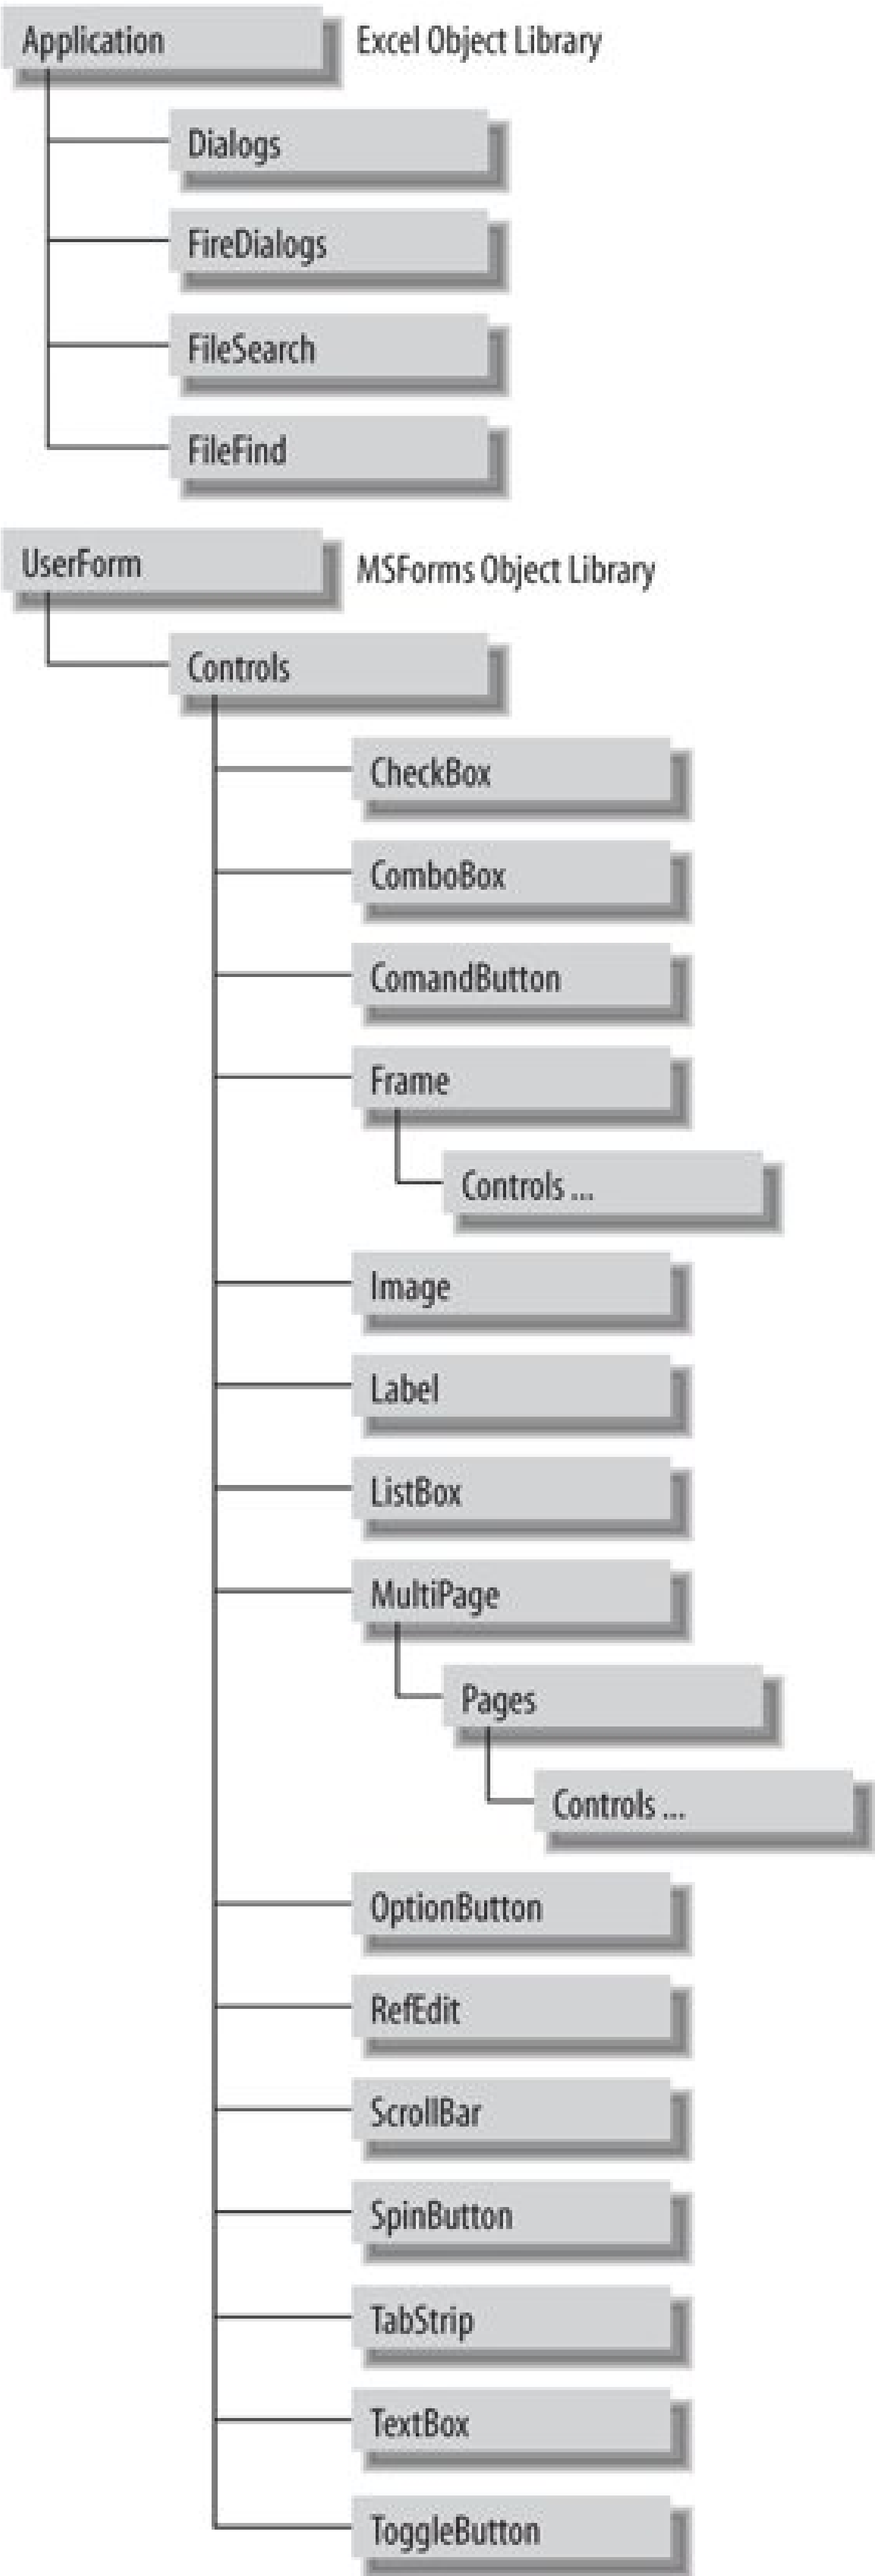 Application
Excel Object Library
Dialogs
FireDialogs
FileSearch
FileFind
UserForm
MSForms Object Library
Controls
CheckBox
ComboBox
ComandButton
Frame
Controls ...
Image
Label
ListBox
MultiPage
Pages
Controls ...
OptionButton
RefEdit
ScrollBar
SpinButton
TabStrip
TextBox
ToggleButton